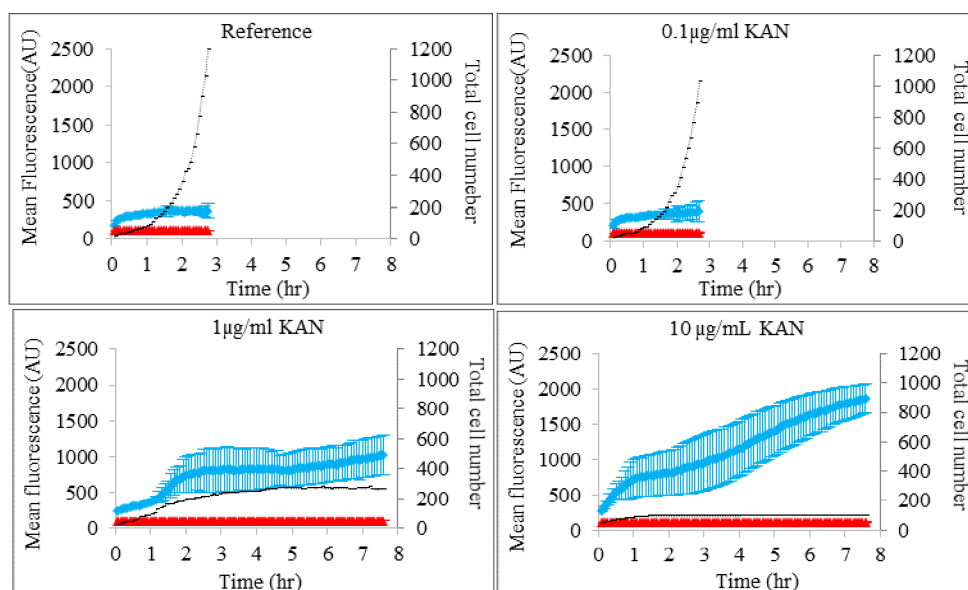 Reference
Mean Fluorescence(AU)
2500
2000
1500
1000
500
0
1200
1000
800
600
400
200
0
Total cell numeber
0 1 2 3 4 5 6 7 8
Time (hr)
0.1µg/ml KAN
Mean Fluorescence(AU)
2500
2000
1500
1000
500
0
1200
1000
800
600
400
200
0
Total cell number
0 1 2 3 4 5 6 7 8
Time (hr)
1µg/ml KAN
Mean fluorescence (AU)
2500
2000
1500
1000
500
0
1200
1000
800
600
400
200
0
Total cell number
0 1 2 3 4 5 6 7 8
Time (hr)
10 µg/mL KAN
Mean fluorescence (AU)
2500
2000
1500
1000
500
0
1200
1000
800
600
400
200
0
Total cell number
0 1 2 3 4 5 6 7 8
Time (hr)